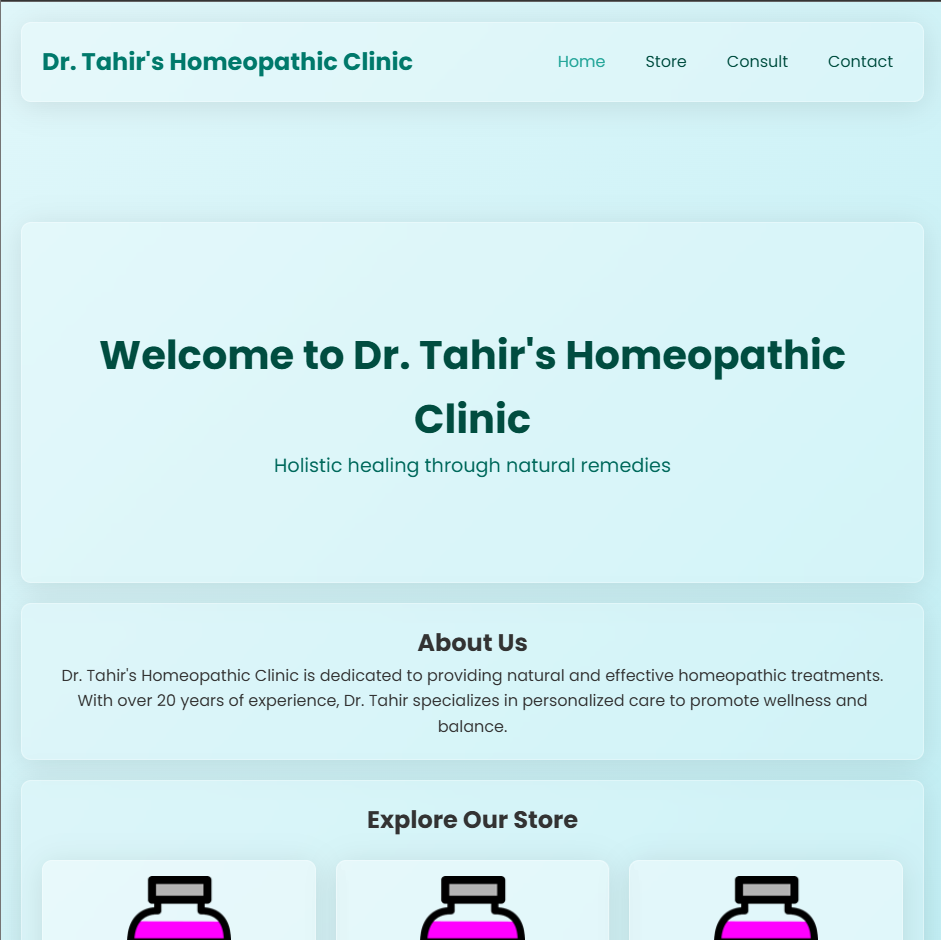 Dr. Tahir's Homeopathic Clinic
Home
Store
Consult
Contact
Welcome to Dr. Tahir's Homeopathic
Clinic
Holistic healing through natural remedies
About Us
Dr. Tahir's Homeopathic Clinic is dedicated to providing natural and effective homeopathic treatments.
With over 20 years of experience, Dr. Tahir specializes in personalized care to promote wellness and
balance.
Explore Our Store